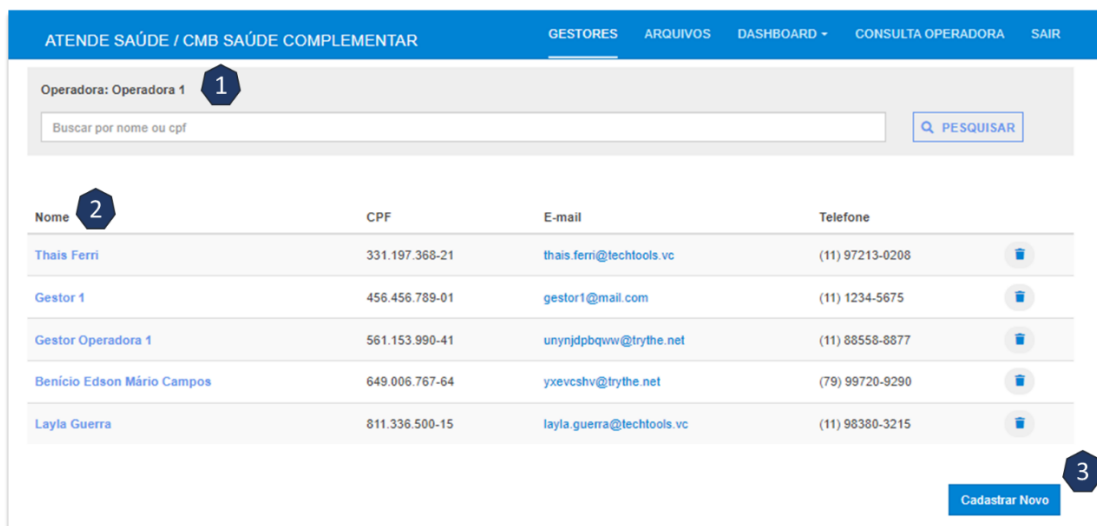 ATENDE SAÚDE / CMB SAÚDE COMPLEMENTAR GESTORES ARQUIVOS DASHBOARD CONSULTA OPERADORA SAIR
Operadora: Operadora 1 1
Buscar por nome ou cpf PESQUISAR
Nome 2 CPF E-mail Telefone
Thais Ferri 331.197.368-21 thais.ferri@techtools.vc (11) 97213-0208
Gestor 1 456.456.789-01 gestor1@mail.com (11) 1234-5675
Gestor Operadora 1 561.153.990-41 unynjdpbqww@trythe.net (11) 88558-8877
Benício Edson Mário Campos 649.006.767-64 yxevcshv@trythe.net (79) 99720-9290
Layla Guerra 811.336.500-15 layla.guerra@techtools.vc (11) 98380-3215
3
Cadastrar Novo